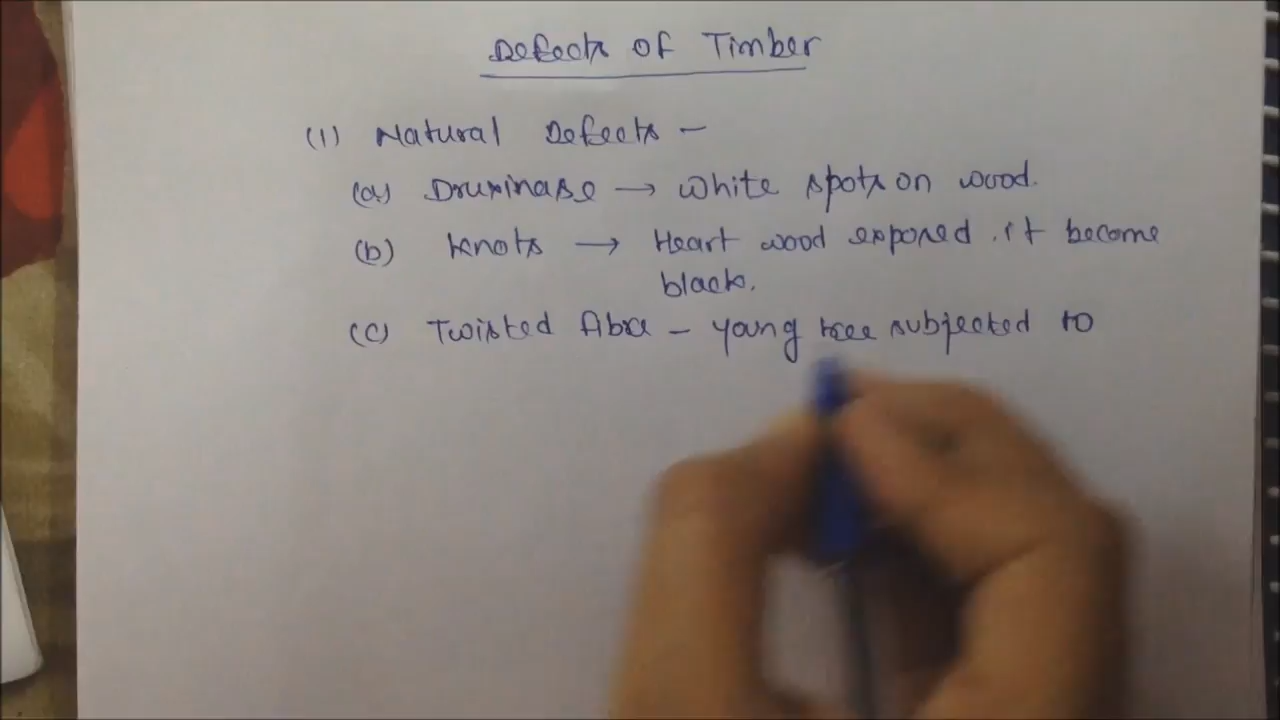 Defects of Timber
(1) Natural Defects -
(a) Druxinase → White spots on wood.
(b) Knots → Heart wood exposed . it become
black.
(c) Twisted fibre - young tree subjected to